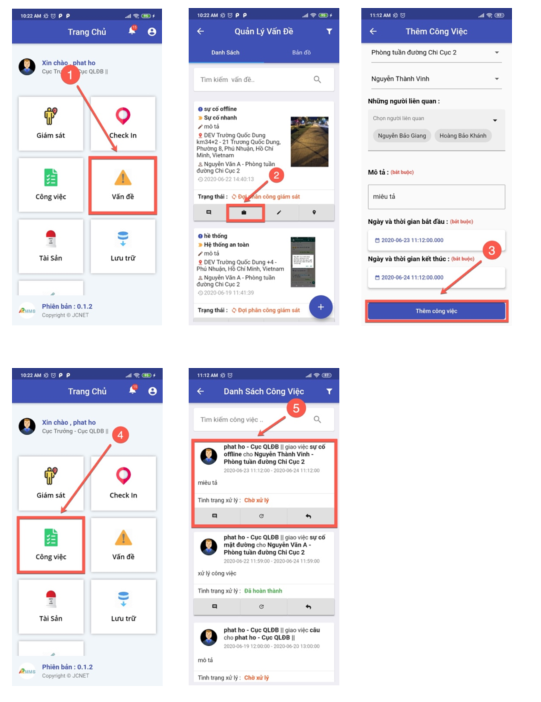 10:22 AM
Trang Chủ
Xin chào , phat ho
Cục Trưởng - Cục QLĐB ||
1
Giám sát
Check In
Công việc
Vấn đề
Tài Sản
Lưu trữ
Phiên bản : 0.1.2
Copyright © JCNET
10:22 AM
Quản Lý Vấn Đề
Danh Sách
Bản đồ
Tìm kiếm vấn đề..
sự cố offline
Sự cố nhanh
mô tả
DEV Trường Quốc Dung
km34+2 - 21 Trương Quốc Dung,
Phường 8, Phú Nhuận, Hồ Chí
Minh, Vietnam
Nguyễn Văn A - Phòng tuần
đường Chi Cục 2
2020-06-22 14:40:13
2
Trạng thái : Đợi phân công giám sát
hề thống
Hệ thống an toàn
mô tả
DEV Trường Quốc Dung +4 -
Phú Nhuận, Hồ Chí Minh, Vietnam
Nguyễn Văn A - Phòng tuần
đường Chi Cục 2
2020-06-19 11:41:39
Trạng thái : Đợi phân công giám sát
11:12 AM
Thêm Công Việc
Phòng tuần đường Chi Cục 2
Nguyễn Thành Vinh
Những người liên quan :
Chọn người liên quan
Nguyễn Bảo Giang
Hoàng Bảo Khánh
Mô tả : (bắt buộc)
miêu tả
Ngày và thời gian bắt đầu : (bắt buộc)
2020-06-23 11:12:00.000
Ngày và thời gian kết thúc : (bắt buộc)
3
2020-06-24 11:12:00.000
Thêm công việc
10:22 AM
Trang Chủ
Xin chào , phat ho
Cục Trưởng - Cục QLĐB ||
4
Giám sát
Check In
Công việc
Vấn đề
Tài Sản
Lưu trữ
Phiên bản : 0.1.2
Copyright © JCNET
11:12 AM
Danh Sách Công Việc
Tìm kiếm công việc ..
5
phat ho - Cục QLĐB || giao việc sự cố
offline cho Nguyễn Thành Vinh -
Phòng tuần đường Chi Cục 2
2020-06-23 11:12:00 - 2020-06-24 11:12:00
miêu tả
Tình trạng xử lý : Chờ xử lý
phat ho - Cục QLĐB || giao việc sự cố
mặt đường cho Nguyễn Văn A -
Phòng tuần đường Chi Cục 2
2020-06-22 11:59:00 - 2020-06-24 11:59:00
xử lý công việc
Tình trạng xử lý : Đã hoàn thành
phat ho - Cục QLĐB || giao việc cầu
cho phat ho - Cục QLĐB ||
2020-06-19 12:00:00 - 2020-06-20 13:00:00
mô tả
Tình trạng xử lý : Chờ xử lý